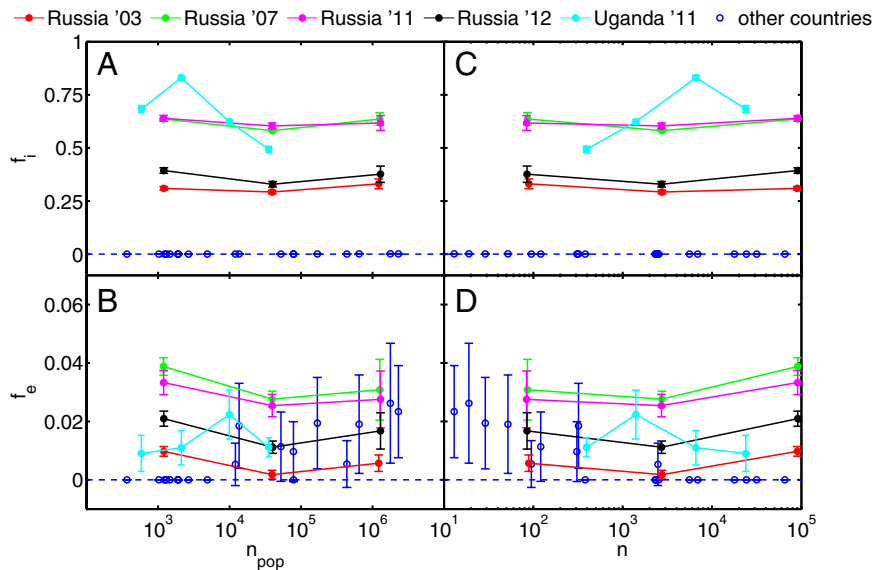 Russia '03 Russia '07 Russia '11 Russia '12 Uganda '11 other countries
1 A C
0.75
f_i 0.5
0.25
0
B D
0.06
0.04
f_e
0.02
0
10^3 10^4 10^5 10^6 10^1 10^2 10^3 10^4 10^5
n_pop n